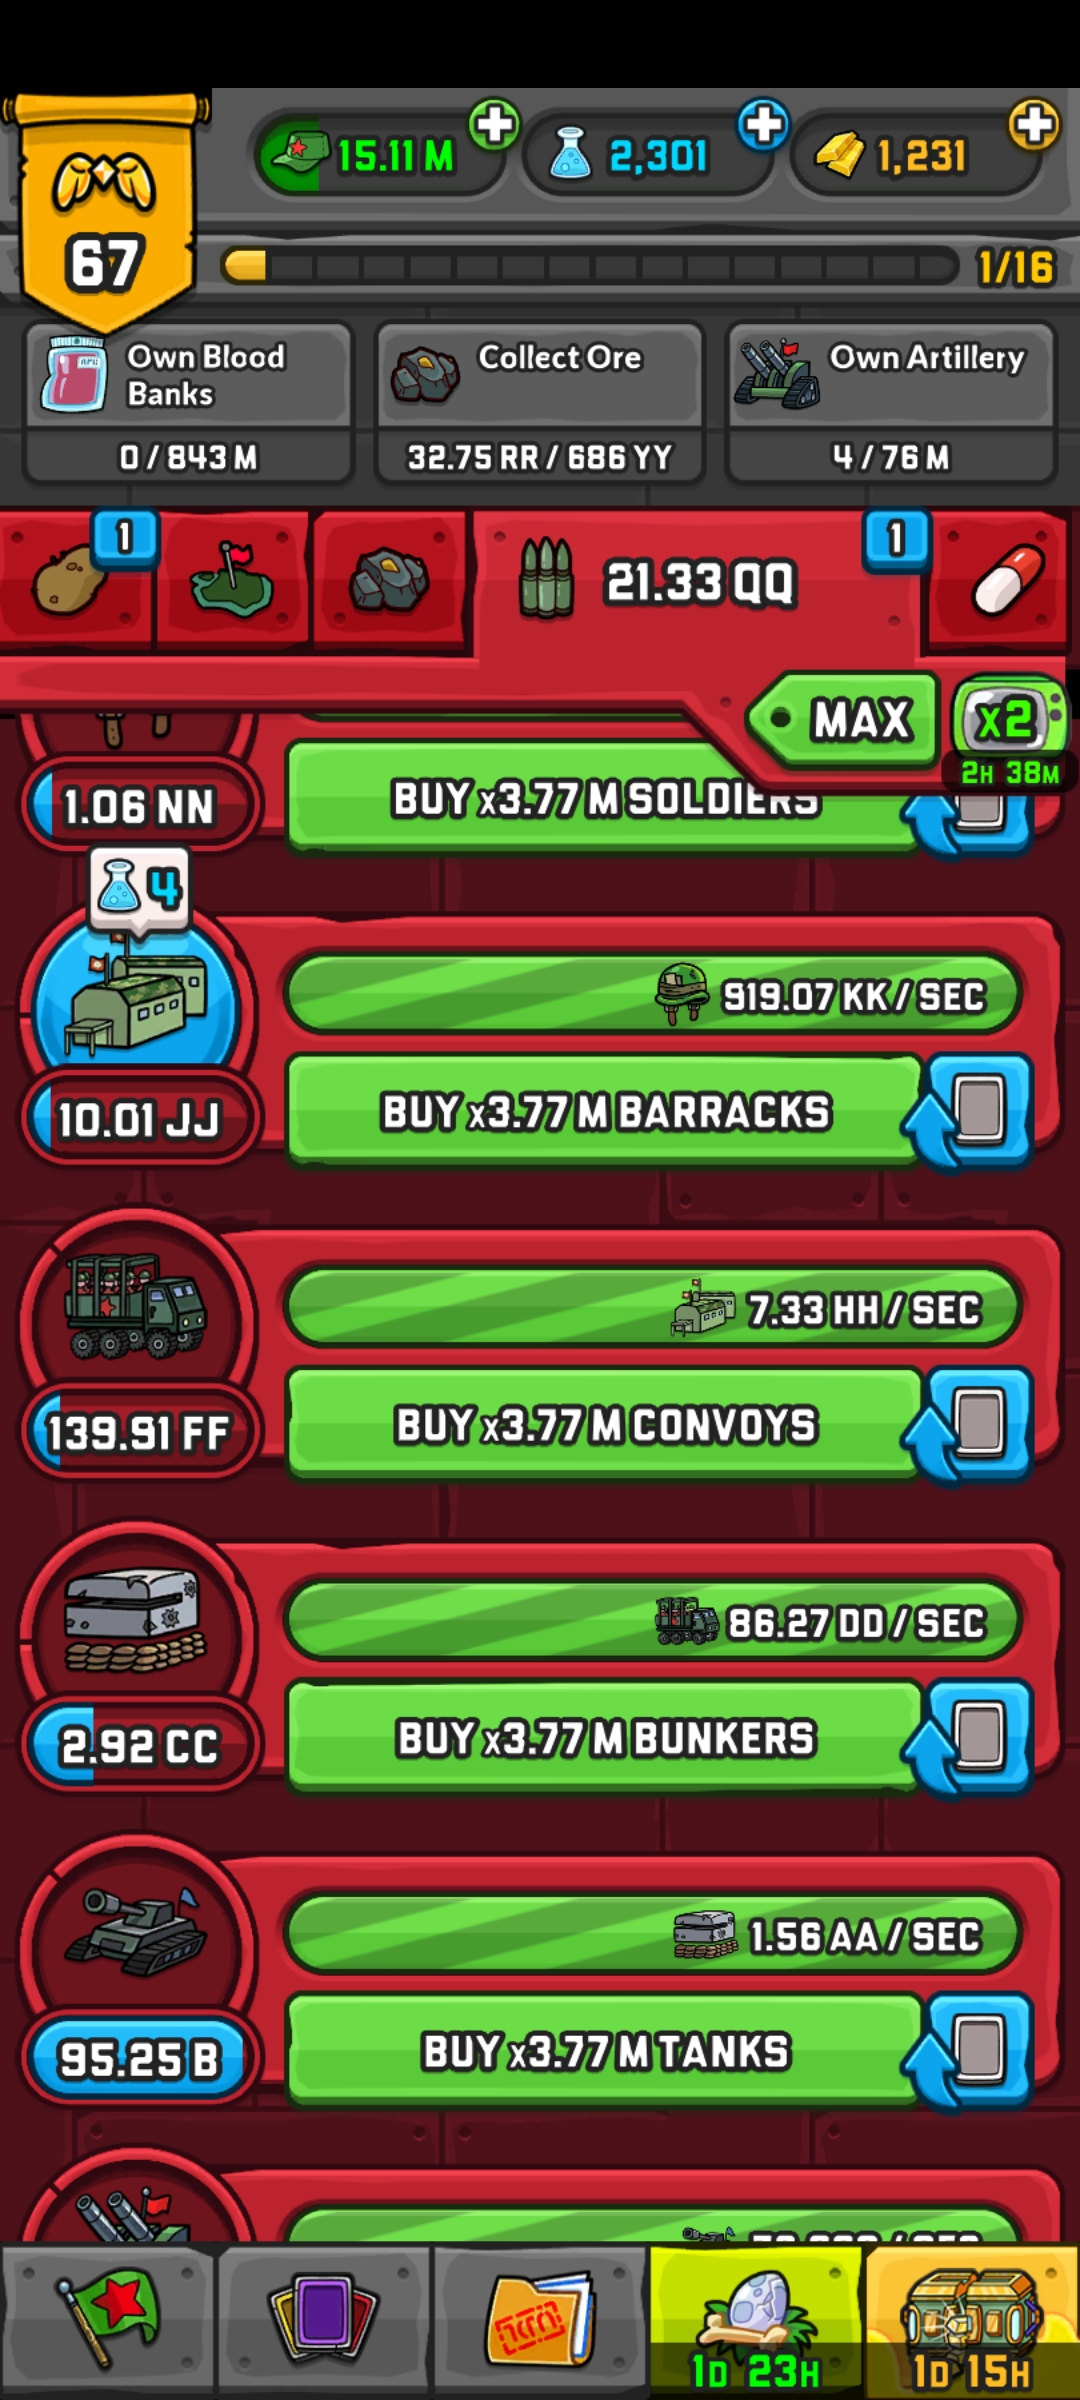 15.11 M
2,301
1,231
67
1/16
Own Blood
Banks
0 / 843 M
Collect Ore
32.75 RR / 686 YY
Own Artillery
4 / 76 M
1
21.33 QQ
1
MAX
x2
2H 38M
1.06 NN
BUY x3.77 M SOLDIERS
4
919.07 KK / SEC
10.01 JJ
BUY x3.77 M BARRACKS
7.33 HH / SEC
139.91 FF
BUY x3.77 M CONVOYS
86.27 DD / SEC
2.92 CC
BUY x3.77 M BUNKERS
1.56 AA / SEC
95.25 B
BUY x3.77 M TANKS
1D 23H
1D 15H